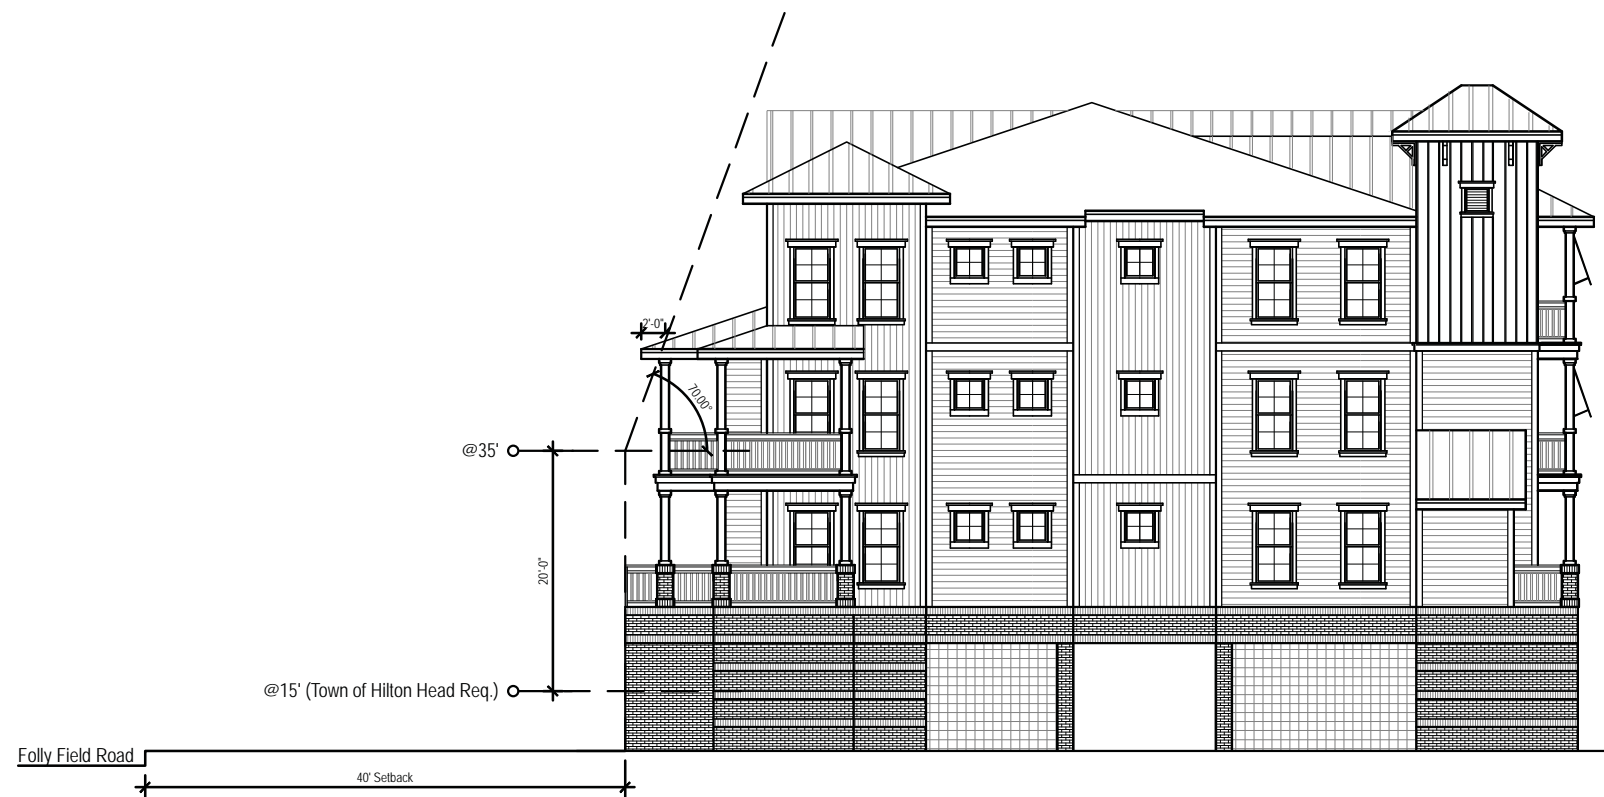 2'-0"
70.00°
@35'
20'-0"
@15' (Town of Hilton Head Req.)
Folly Field Road
40' Setback